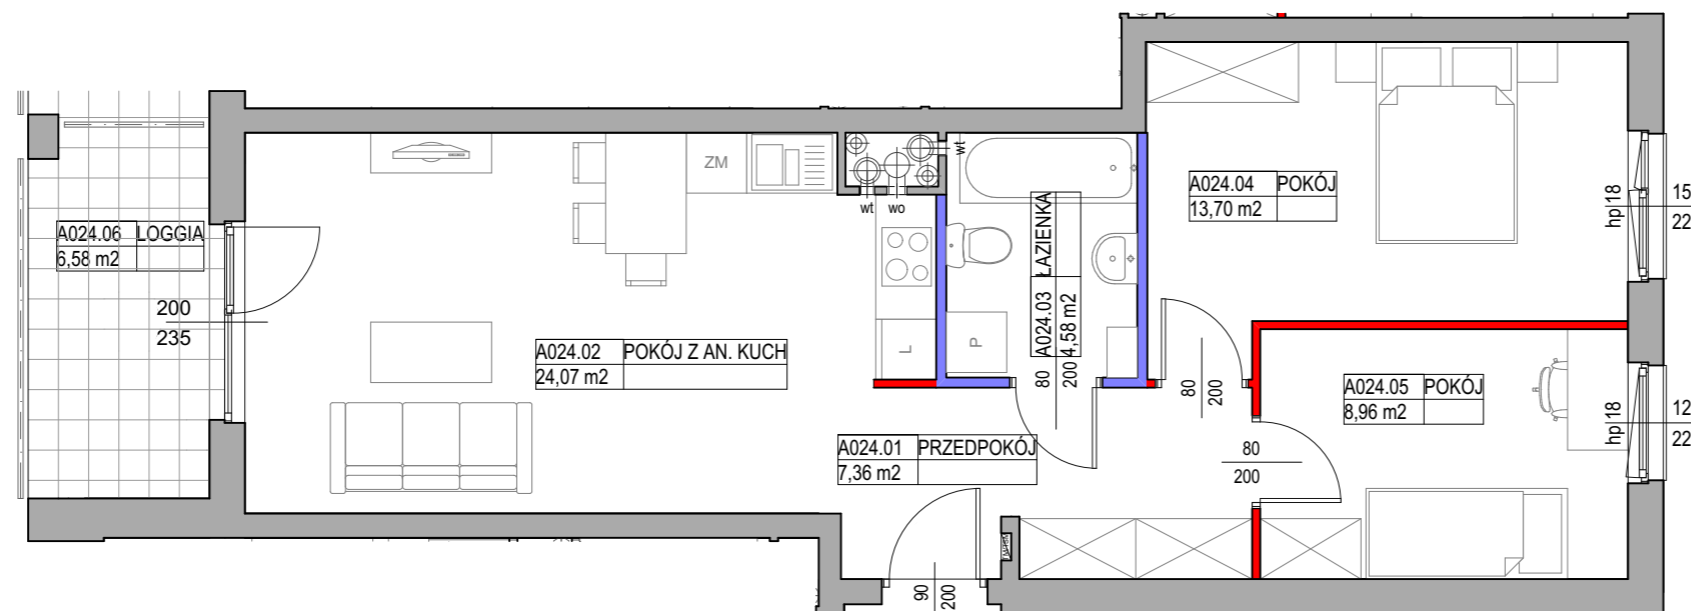 A024.06 LOGGIA
6,58 m2
200
235
ZM
wt
wo
wt
L
P
A024.02 POKÓJ Z AN. KUCH
24,07 m2
A024.03 ŁAZIENKA
4,58 m2
80
200
A024.04 POKÓJ
13,70 m2
hp18
15
22
80
200
A024.05 POKÓJ
8,96 m2
hp18
12
22
A024.01 PRZEDPOKÓJ
7,36 m2
80
200
90
200